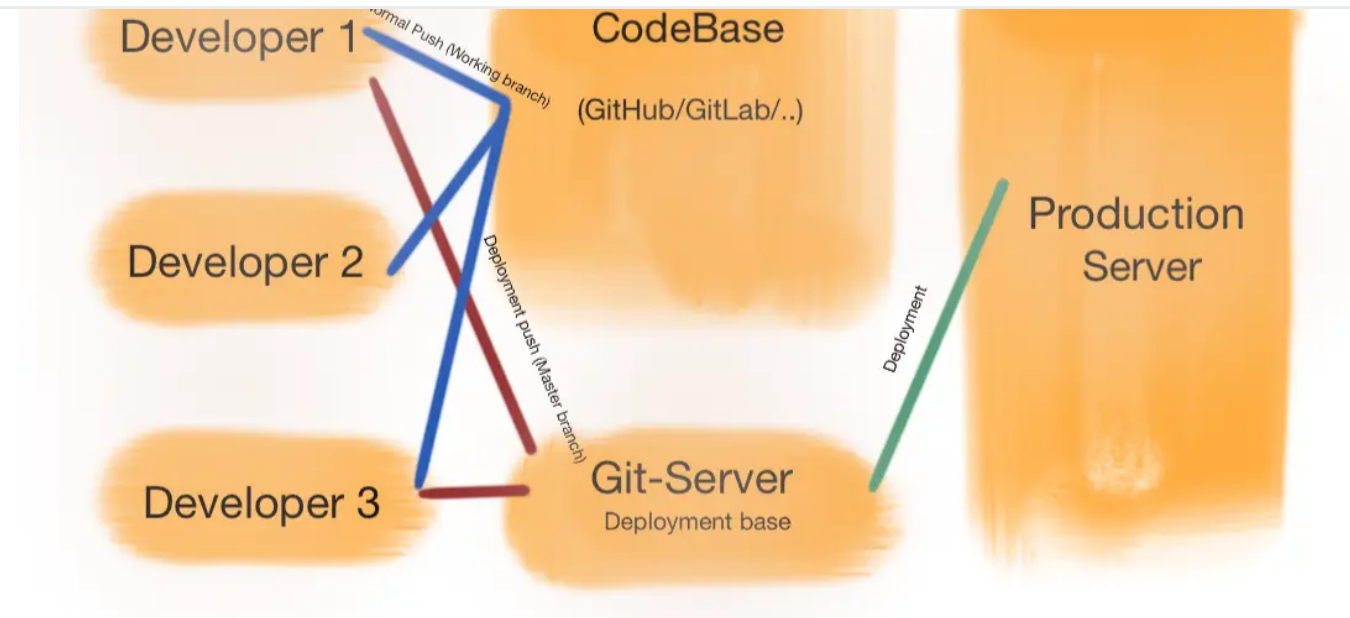 Developer 1
ormal Push (Working branch)
CodeBase
(GitHub/GitLab/..)
Developer 2
Deployment push (Master branch)
Deployment
Production
Server
Developer 3
Git-Server
Deployment base